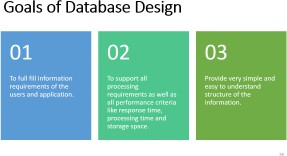 Goals of Database Design
01
To full fill information
requirements of the
users and application.
02
To support all
processing
requirements as well as
all performance criteria
like response time,
processing time and
storage space.
03
Provide very simple and
easy to understand
structure of the
information.